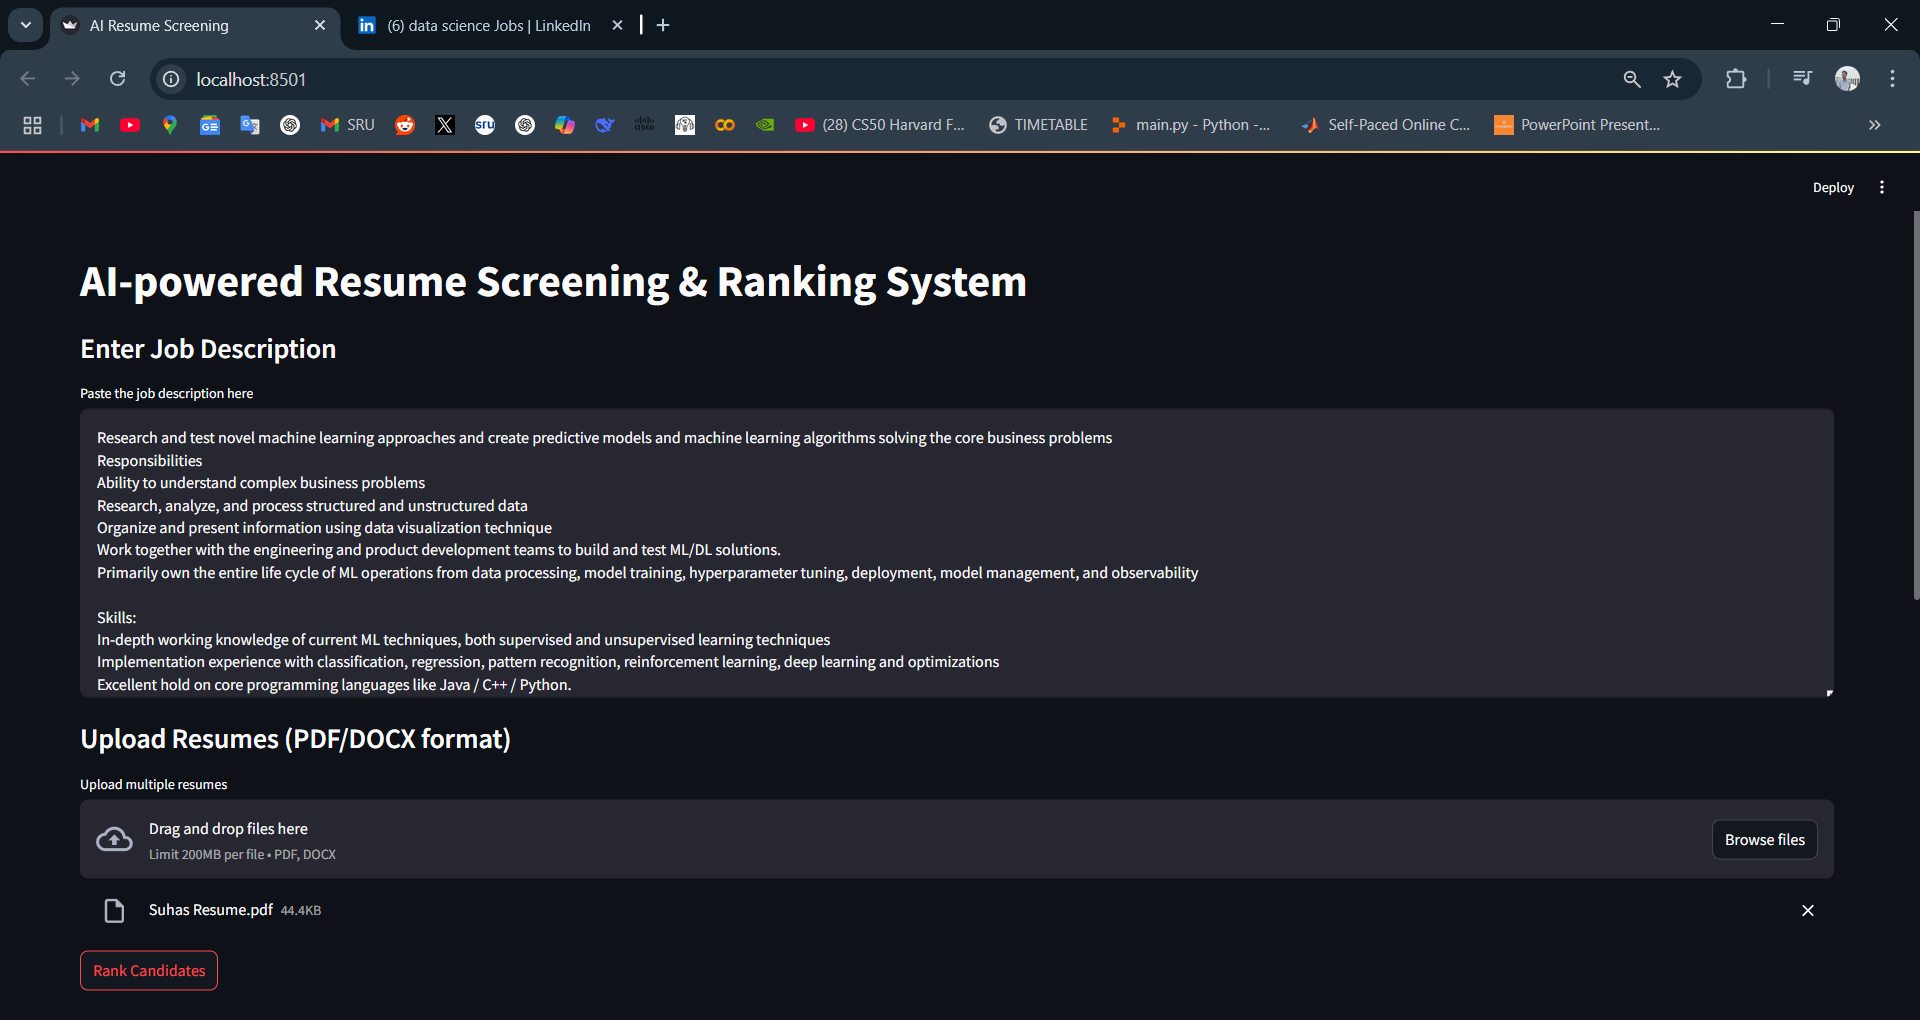 AI Resume Screening
(6) data science Jobs | LinkedIn
localhost:8501
SRU
sru
(28) CS50 Harvard F...
TIMETABLE
main.py - Python -...
Self-Paced Online C...
PowerPoint Present...
Deploy
AI-powered Resume Screening & Ranking System
Enter Job Description
Paste the job description here
Research and test novel machine learning approaches and create predictive models and machine learning algorithms solving the core business problems
Responsibilities
Ability to understand complex business problems
Research, analyze, and process structured and unstructured data
Organize and present information using data visualization technique
Work together with the engineering and product development teams to build and test ML/DL solutions.
Primarily own the entire life cycle of ML operations from data processing, model training, hyperparameter tuning, deployment, model management, and observability
Skills:
In-depth working knowledge of current ML techniques, both supervised and unsupervised learning techniques
Implementation experience with classification, regression, pattern recognition, reinforcement learning, deep learning and optimizations
Excellent hold on core programming languages like Java / C++ / Python.
Upload Resumes (PDF/DOCX format)
Upload multiple resumes
Drag and drop files here
Limit 200MB per file • PDF, DOCX
Browse files
Suhas Resume.pdf 44.4KB
Rank Candidates